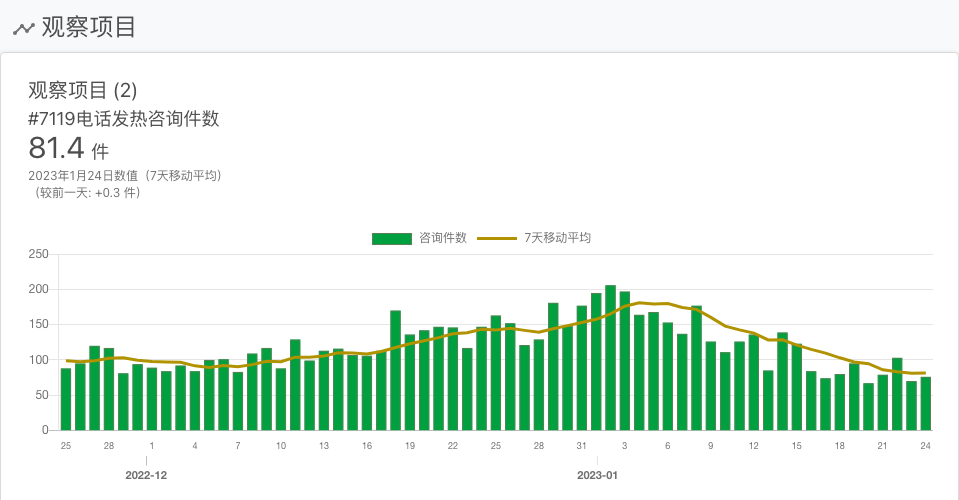 观察项目
观察项目 (2)
#7119电话发热咨询件数
81.4 件
2023年1月24日数值（7天移动平均）
（较前一天: +0.3 件）
咨询件数 7天移动平均
250
200
150
100
50
0
25 28 1 4 7 10 13 16 19 22 25 28 31 3 6 9 12 15 18 21 24
2022-12 2023-01